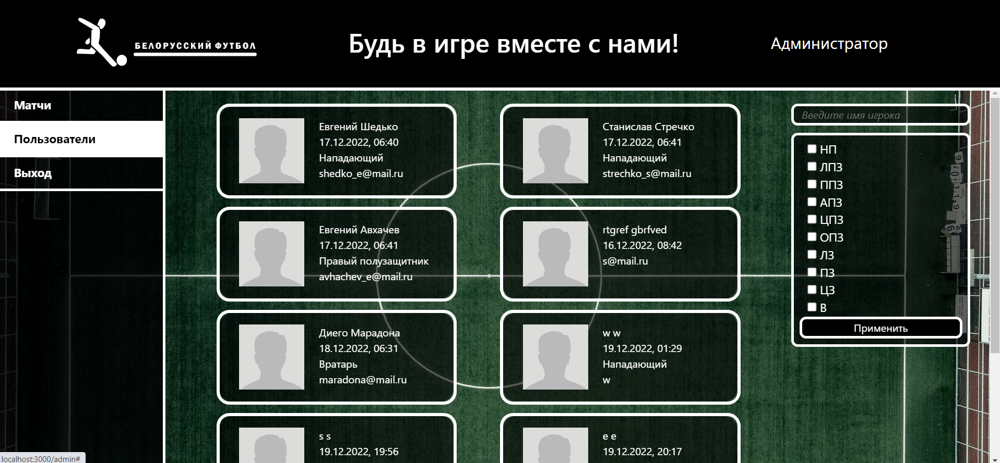 БЕЛОРУССКИЙ ФУТБОЛ
Будь в игре вместе с нами!
Администратор
Матчи
Пользователи
Выход
Евгений Шедько
17.12.2022, 06:40
Нападающий
shedko_e@mail.ru
Станислав Стречко
17.12.2022, 06:41
Нападающий
strechko_s@mail.ru
Евгений Авхачев
17.12.2022, 06:41
Правый полузащитник
avhachev_e@mail.ru
rtgref gbrfved
16.12.2022, 08:42
s@mail.ru
Диего Марадона
18.12.2022, 06:31
Вратарь
maradona@mail.ru
w w
19.12.2022, 01:29
Нападающий
w
s s
19.12.2022, 19:56
e e
19.12.2022, 20:17
Введите имя игрока
НП
ЛПЗ
ППЗ
АПЗ
ЦПЗ
ОПЗ
ЛЗ
ПЗ
ЦЗ
В
Применить
localhost:3000/admin#